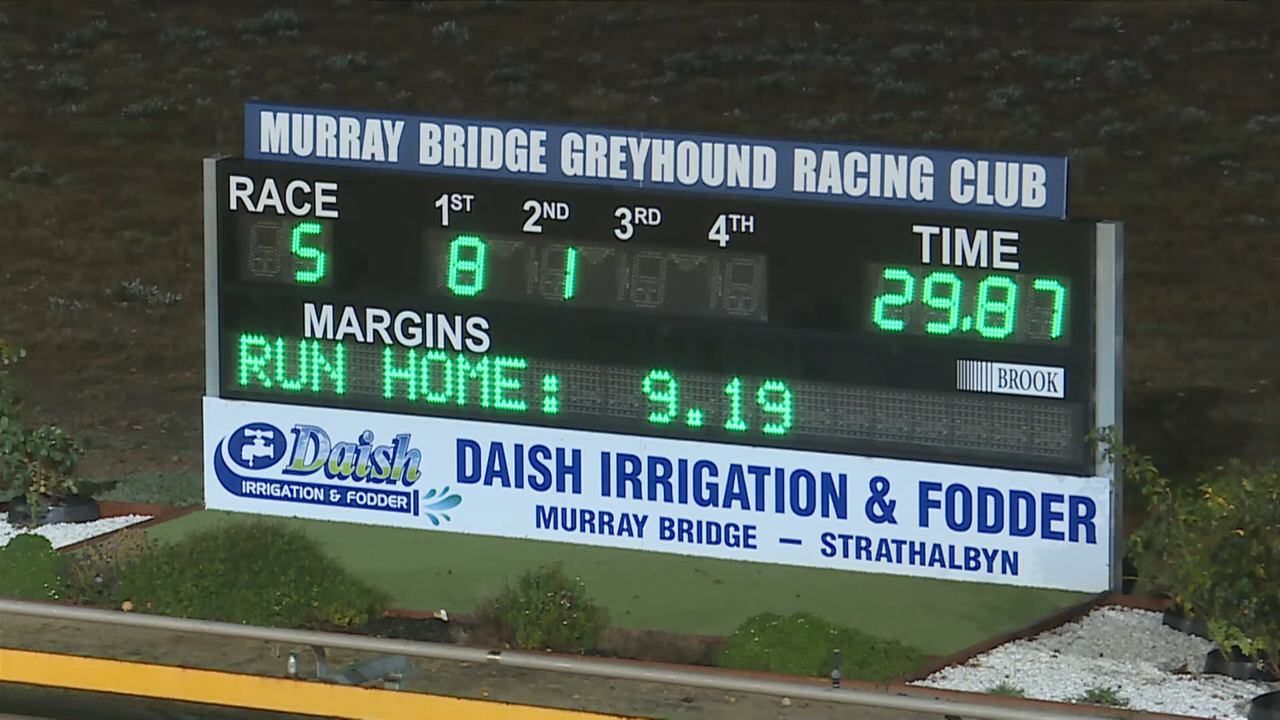 MURRAY BRIDGE GREYHOUND RACING CLUB
RACE 1ST 2ND 3RD 4TH TIME
5 8 1 29.87
MARGINS
RUN HOME: 9.19
BROOK
Daish
IRRIGATION & FODDER
DAISH IRRIGATION & FODDER
MURRAY BRIDGE – STRATHALBYN